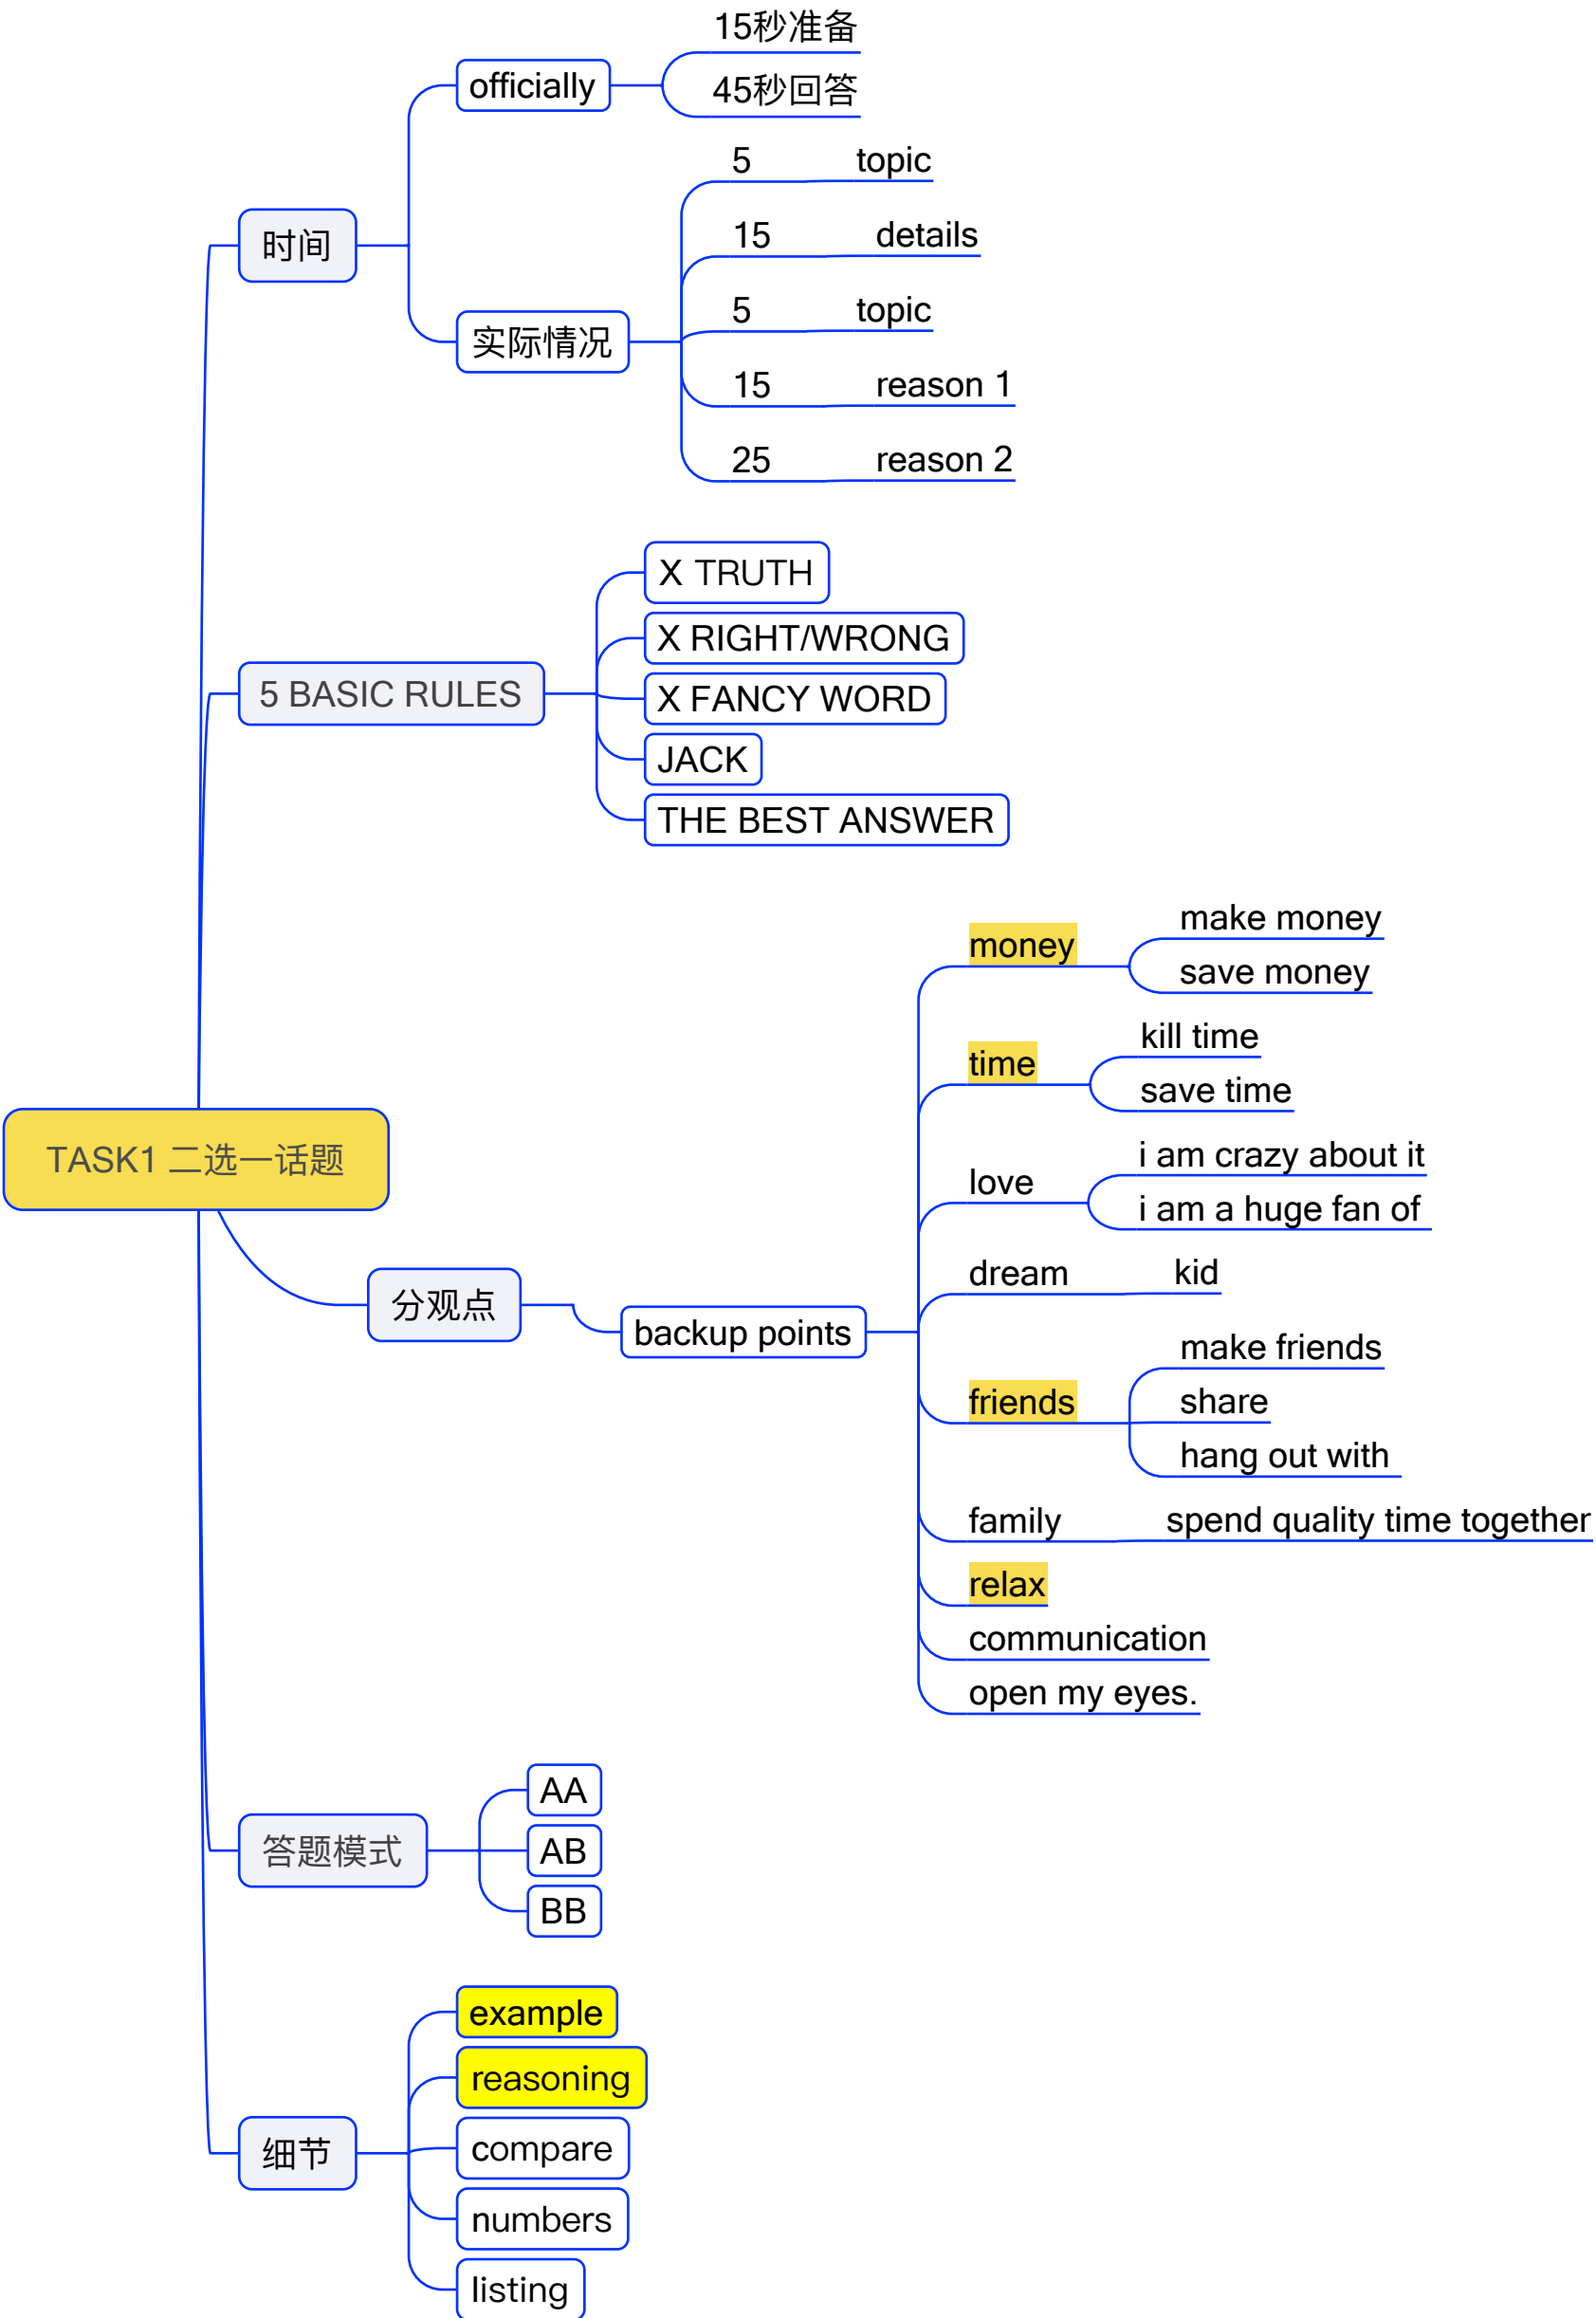 15秒准备
officially
45秒回答
5 topic
15 details
时间
5 topic
实际情况
15 reason 1
25 reason 2
X TRUTH
X RIGHT/WRONG
5 BASIC RULES
X FANCY WORD
JACK
THE BEST ANSWER
make money
money
save money
kill time
time
save time
TASK1 二选一话题
i am crazy about it
love
i am a huge fan of
dream kid
分观点
backup points
make friends
friends
share
hang out with
family spend quality time together
relax
communication
open my eyes.
AA
答题模式
AB
BB
example
reasoning
细节
compare
numbers
listing